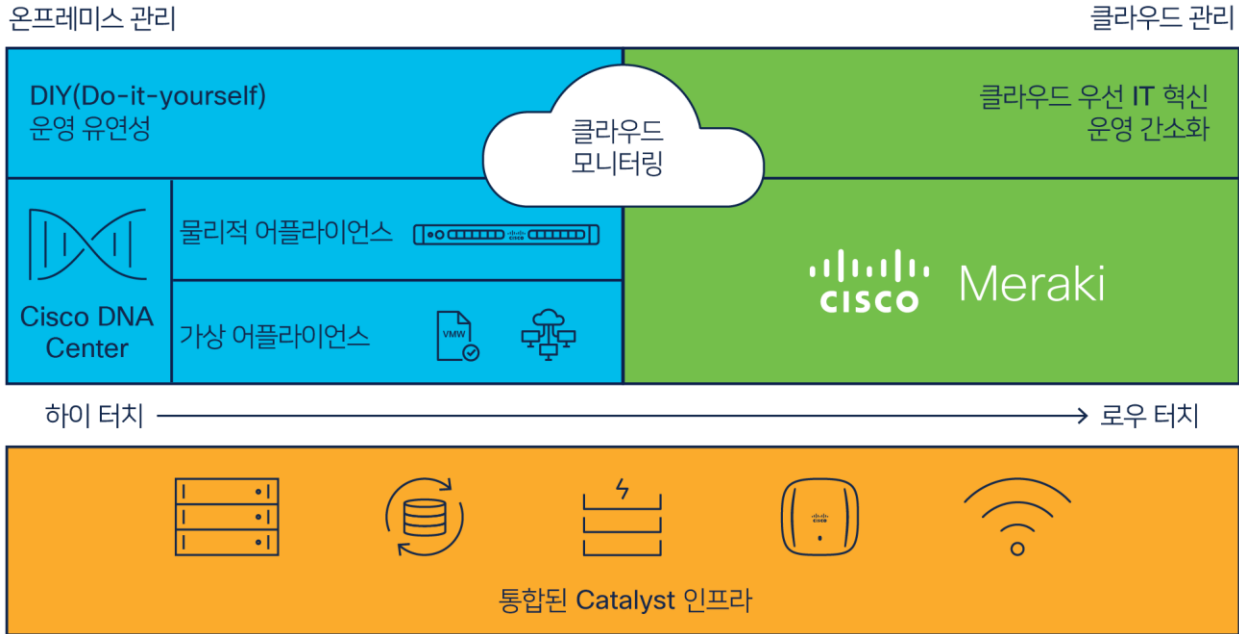 온프레미스 관리
클라우드 관리
DIY(Do-it-yourself)
운영 유연성
클라우드
모니터링
클라우드 우선 IT 혁신
운영 간소화
Cisco DNA
Center
물리적 어플라이언스
cisco
가상 어플라이언스
VMW
CISCO Meraki
하이 터치
로우 터치
cisco
통합된 Catalyst 인프라